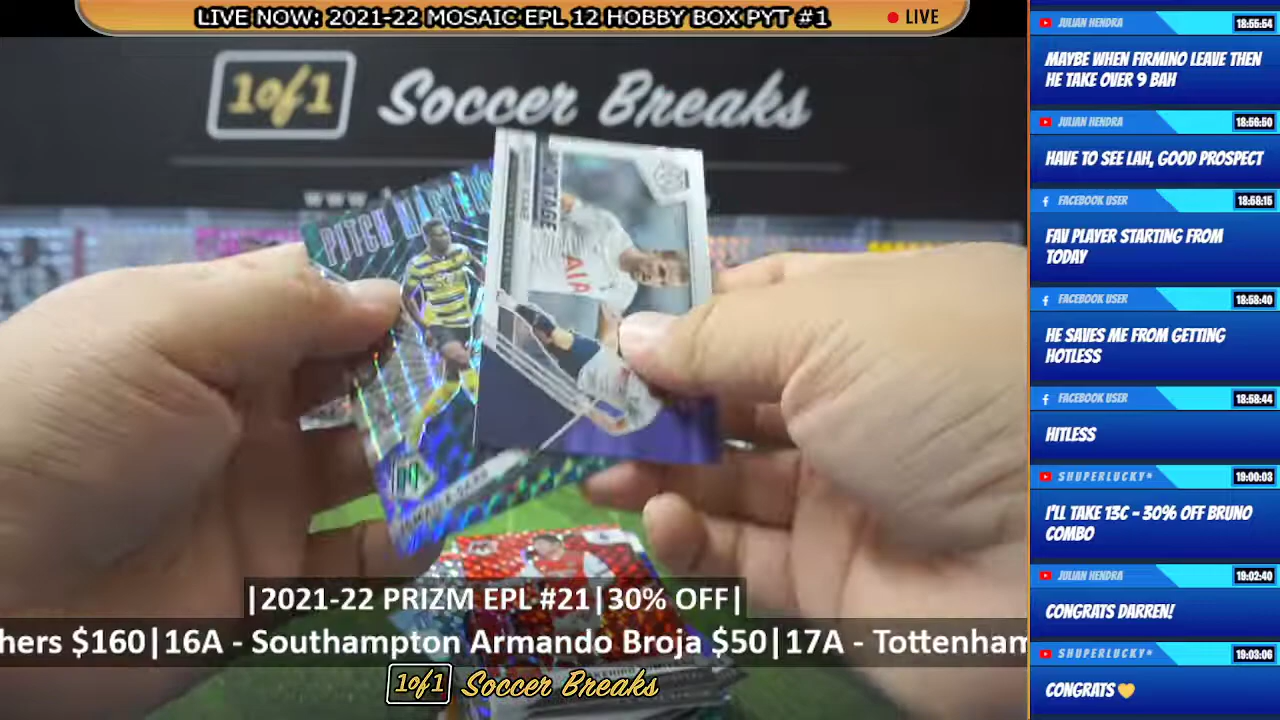 LIVE NOW: 2021-22 MOSAIC EPL 12 HOBBY BOX PYT #1
LIVE
1of1 Soccer Breaks
www.
PITCH MASTERS
MONTAGE
KANE
AIA
|2021-22 PRIZM EPL #21|30% OFF|
hers $160|16A - Southampton Armando Broja $50|17A - Tottenham
1of1 Soccer Breaks
JULIAN HENDRA 18:55:54
MAYBE WHEN FIRMINO LEAVE THEN
HE TAKE OVER 9 BAH
JULIAN HENDRA 18:56:50
HAVE TO SEE LAH, GOOD PROSPECT
FACEBOOK USER 18:58:15
FAV PLAYER STARTING FROM
TODAY
FACEBOOK USER 18:58:40
HE SAVES ME FROM GETTING
HOTLESS
FACEBOOK USER 18:58:44
HITLESS
SHUPERLUCKY* 19:00:03
I'LL TAKE 13C - 30% OFF BRUNO
COMBO
JULIAN HENDRA 19:02:40
CONGRATS DARREN!
SHUPERLUCKY* 19:03:06
CONGRATS 💛